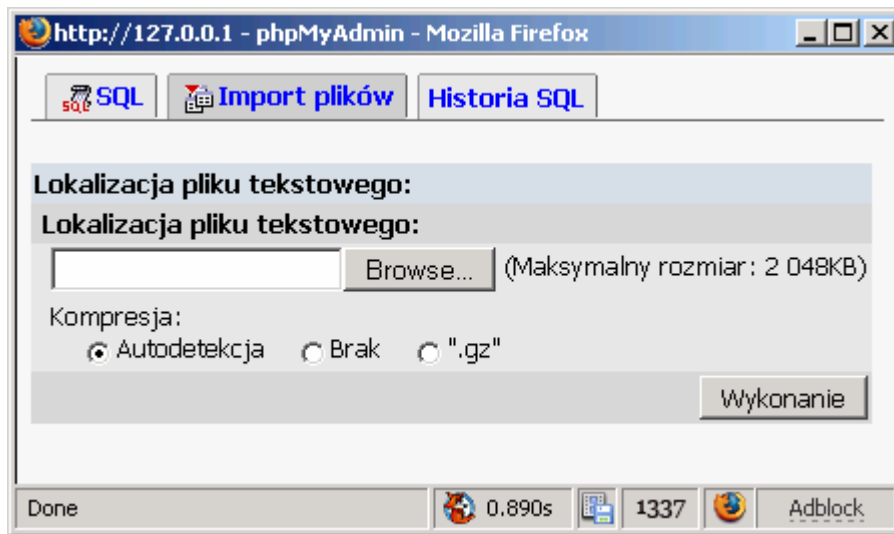 http://127.0.0.1 - phpMyAdmin - Mozilla Firefox
SQL SQL Import plików Historia SQL
Lokalizacja pliku tekstowego:
Lokalizacja pliku tekstowego:
Browse... (Maksymalny rozmiar: 2 048KB)
Kompresja:
Autodetekcja Brak ".gz"
Wykonanie
Done 0.890s 1337 Adblock